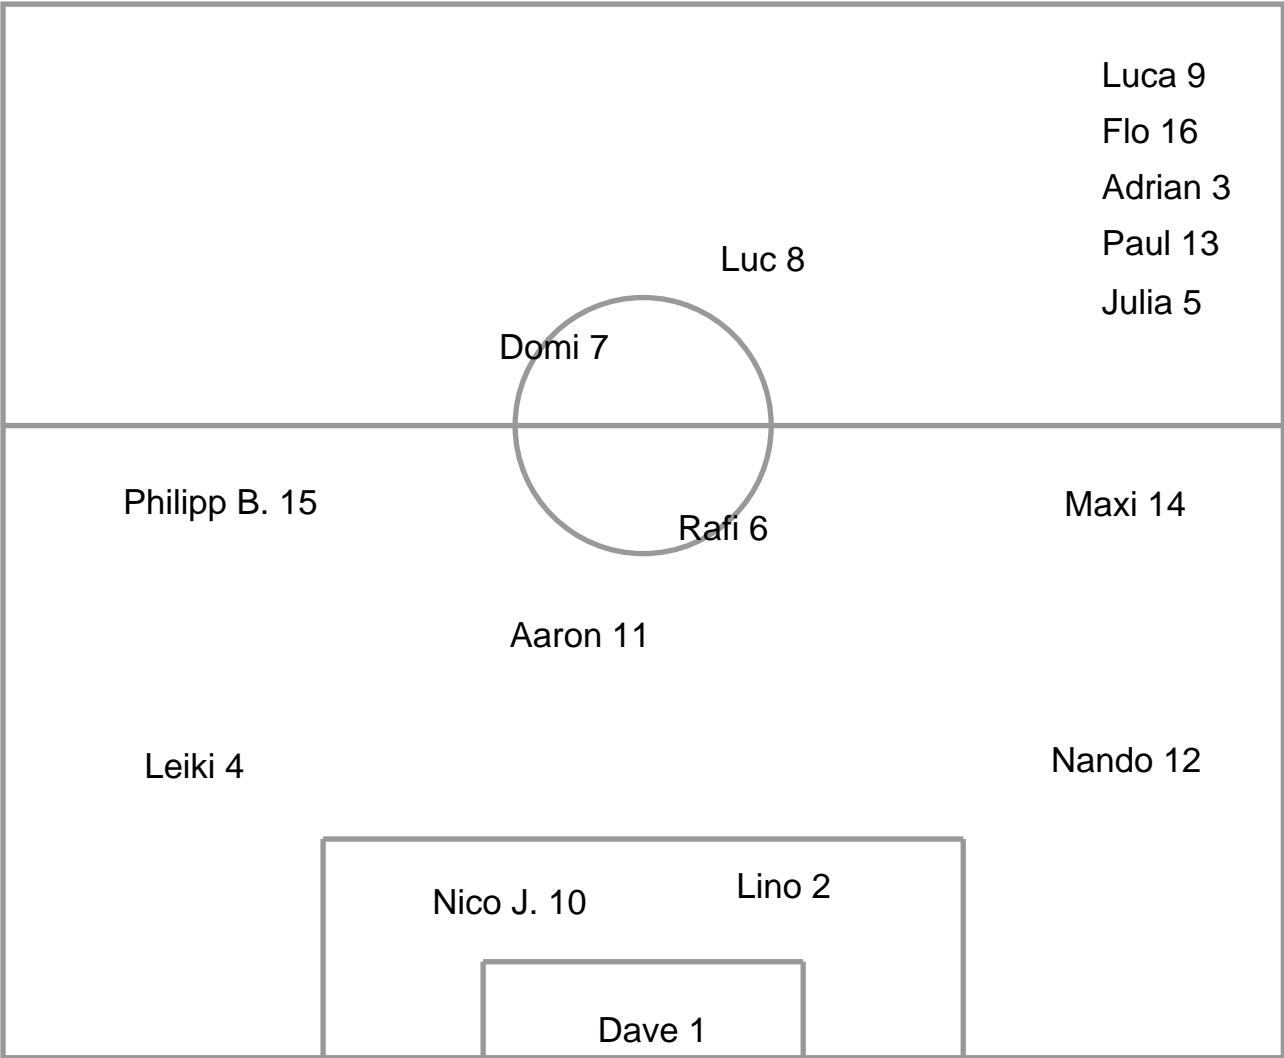 Luca 9
Flo 16
Adrian 3
Paul 13
Luc 8
Julia 5
Domi 7
Philipp B. 15
Maxi 14
Rafi 6
Aaron 11
Leiki 4
Nando 12
Nico J. 10
Lino 2
Dave 1